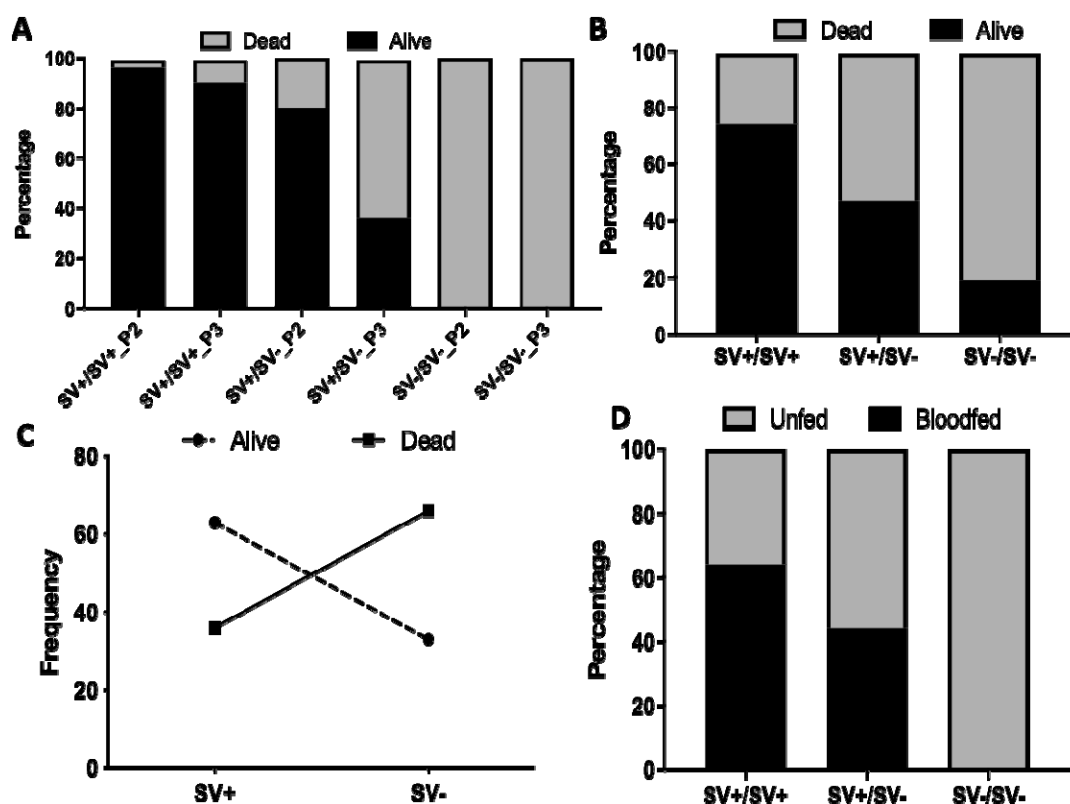 A
Dead Alive
Percentage
100
80
60
40
20
0
SV+/SV+_P2
SV+/SV+_P3
SV+/SV-_P2
SV+/SV-_P3
SV-/SV-_P2
SV-/SV-_P3
B
Dead Alive
Percentage
100
80
60
40
20
0
SV+/SV+ SV+/SV- SV-/SV-
C
Alive Dead
Frequency
80
60
40
20
0
SV+ SV-
D
Unfed Bloodfed
Percentage
100
80
60
40
20
0
SV+/SV+ SV+/SV- SV-/SV-